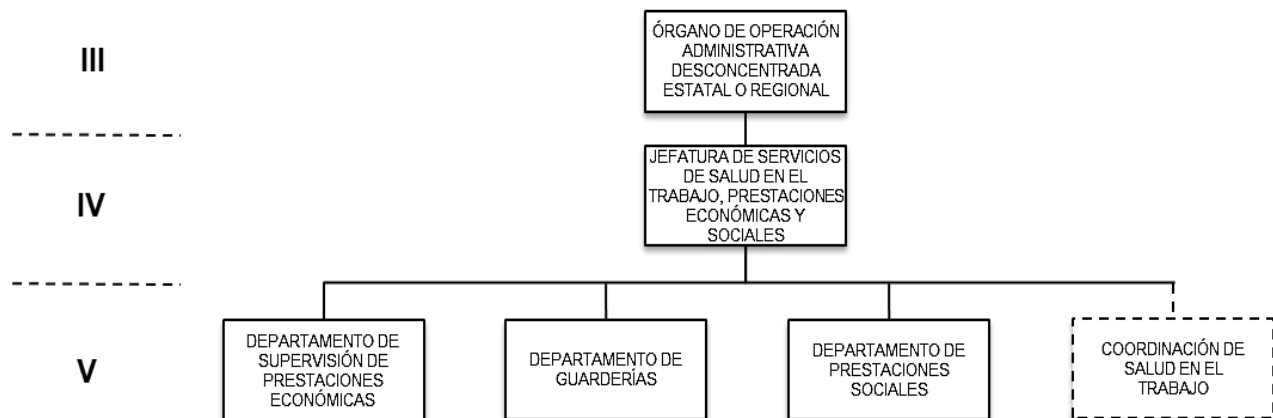 III
ÓRGANO DE OPERACIÓN
ADMINISTRATIVA
DESCONCENTRADA
ESTATAL O REGIONAL
IV
JEFATURA DE SERVICIOS
DE SALUD EN EL
TRABAJO, PRESTACIONES
ECONÓMICAS Y
SOCIALES
V
DEPARTAMENTO DE
SUPERVISIÓN DE
PRESTACIONES
ECONÓMICAS
DEPARTAMENTO DE
GUARDERÍAS
DEPARTAMENTO DE
PRESTACIONES
SOCIALES
COORDINACIÓN DE
SALUD EN EL
TRABAJO